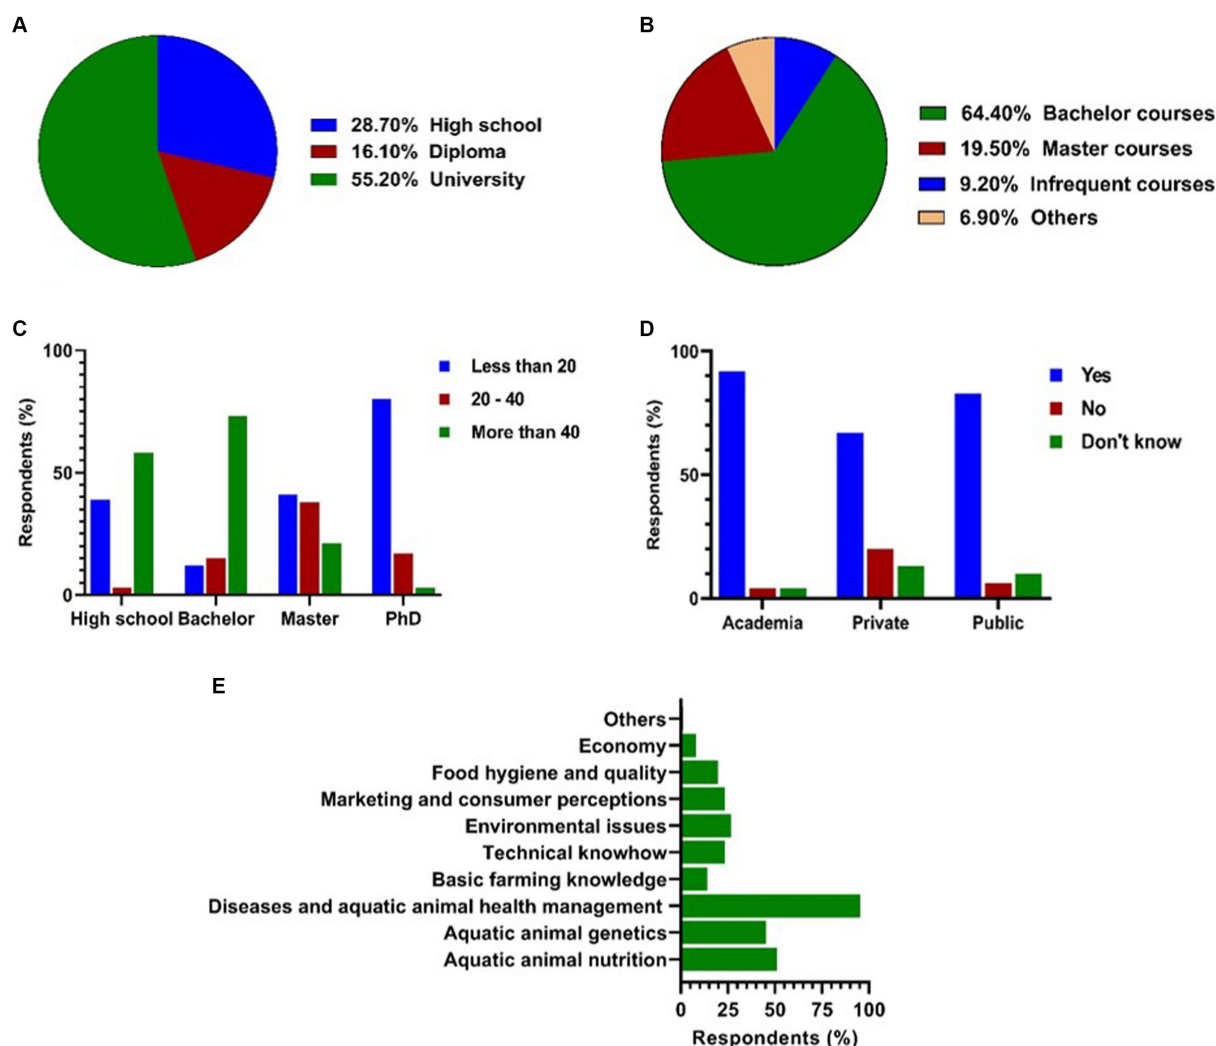 A
28.70% High school
16.10% Diploma
55.20% University
B
64.40% Bachelor courses
19.50% Master courses
9.20% Infrequent courses
6.90% Others
C
100
50
0
Respondents (%)
High school Bachelor Master PhD
Less than 20
20 - 40
More than 40
D
100
50
0
Respondents (%)
Academia Private Public
Yes
No
Don't know
E
Others
Economy
Food hygiene and quality
Marketing and consumer perceptions
Environmental issues
Technical knowhow
Basic farming knowledge
Diseases and aquatic animal health management
Aquatic animal genetics
Aquatic animal nutrition
0 25 50 75 100
Respondents (%)